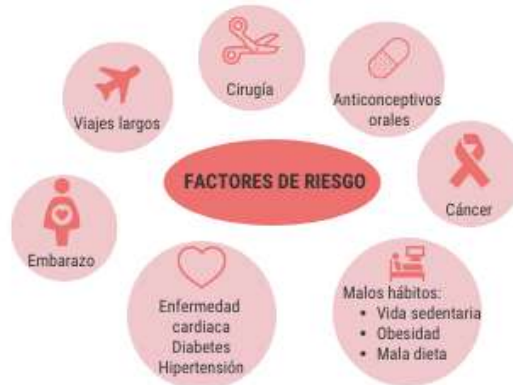 Cirugía
Anticonceptivos
orales
Viajes largos
FACTORES DE RIESGO
Cáncer
Embarazo
Enfermedad
cardiaca
Diabetes
Hipertensión
Malos hábitos:
• Vida sedentaria
• Obesidad
• Mala dieta